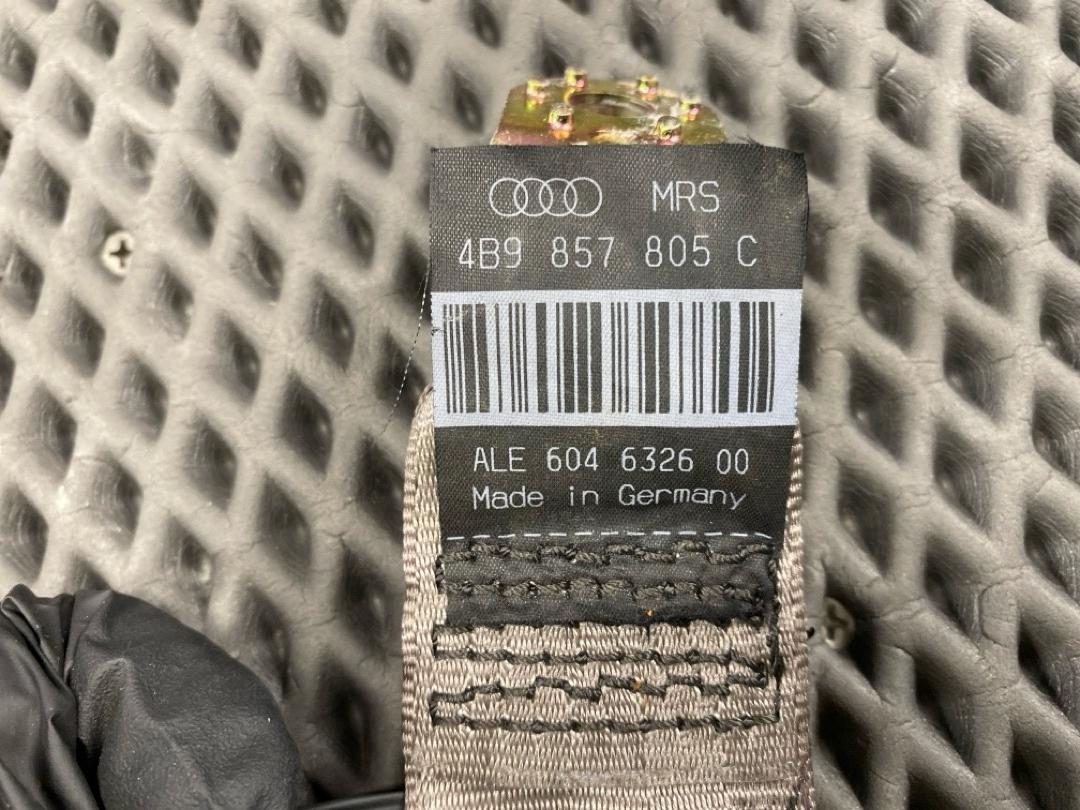 MRS
4B9 857 805 C
ALE 604 6326 00
Made in Germany